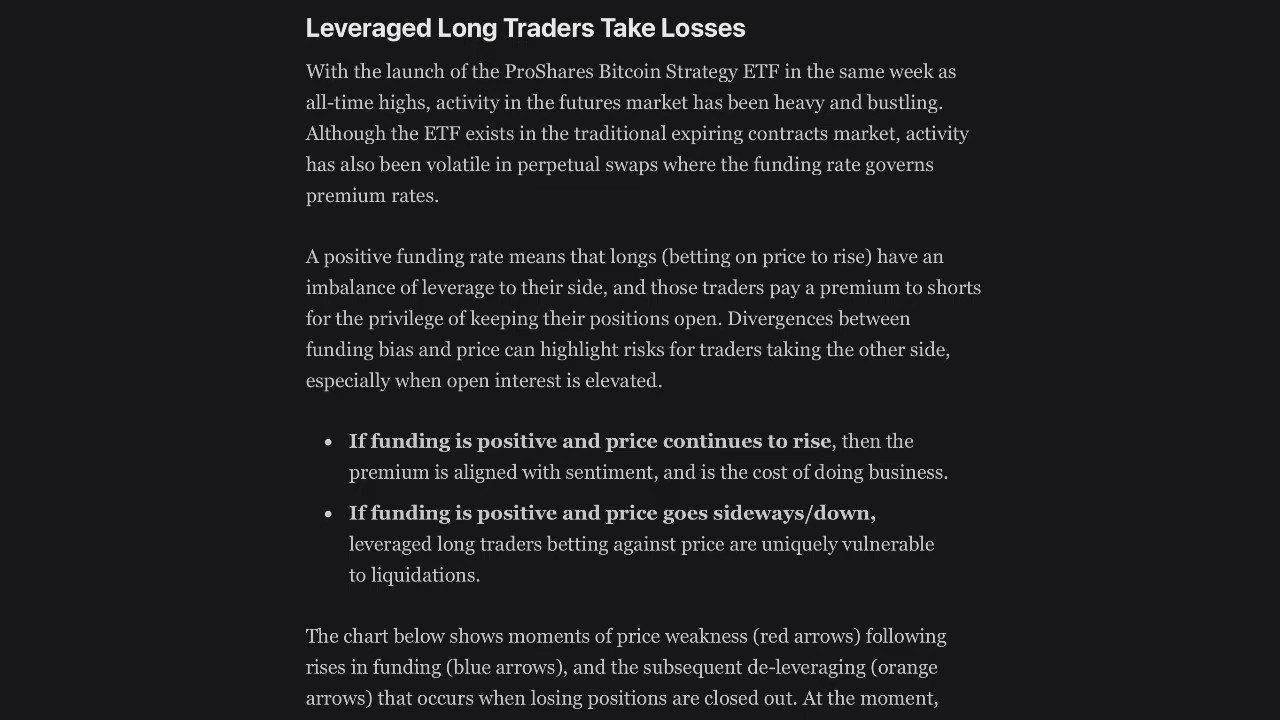 Leveraged Long Traders Take Losses
With the launch of the ProShares Bitcoin Strategy ETF in the same week as
all-time highs, activity in the futures market has been heavy and bustling.
Although the ETF exists in the traditional expiring contracts market, activity
has also been volatile in perpetual swaps where the funding rate governs
premium rates.
A positive funding rate means that longs (betting on price to rise) have an
imbalance of leverage to their side, and those traders pay a premium to shorts
for the privilege of keeping their positions open. Divergences between
funding bias and price can highlight risks for traders taking the other side,
especially when open interest is elevated.
• If funding is positive and price continues to rise, then the
premium is aligned with sentiment, and is the cost of doing business.
• If funding is positive and price goes sideways/down,
leveraged long traders betting against price are uniquely vulnerable
to liquidations.
The chart below shows moments of price weakness (red arrows) following
rises in funding (blue arrows), and the subsequent de-leveraging (orange
arrows) that occurs when losing positions are closed out. At the moment,